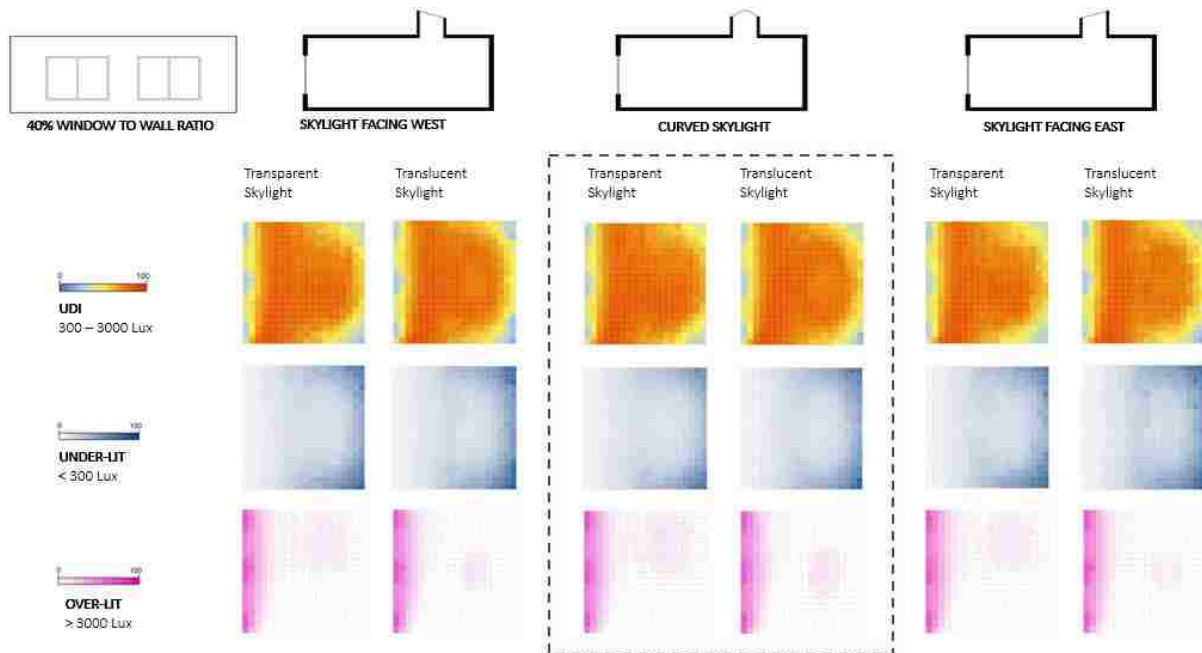 40% WINDOW TO WALL RATIO
SKYLIGHT FACING WEST
CURVED SKYLIGHT
SKYLIGHT FACING EAST
Transparent
Skylight
Translucent
Skylight
Transparent
Skylight
Translucent
Skylight
Transparent
Skylight
Translucent
Skylight
0 100
UDI
300 – 3000 Lux
0 100
UNDER-LIT
< 300 Lux
0 100
OVER-LIT
> 3000 Lux